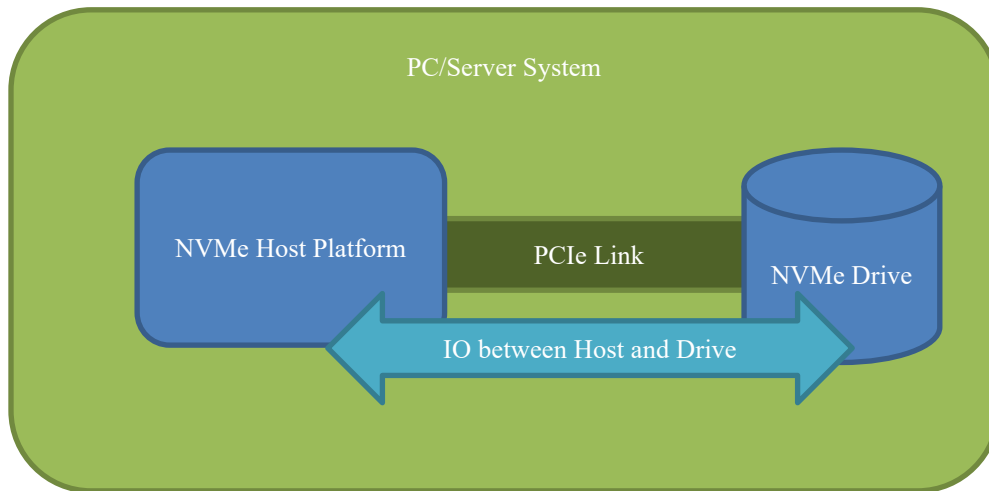 PC/Server System
NVMe Host Platform
PCIe Link
NVMe Drive
IO between Host and Drive